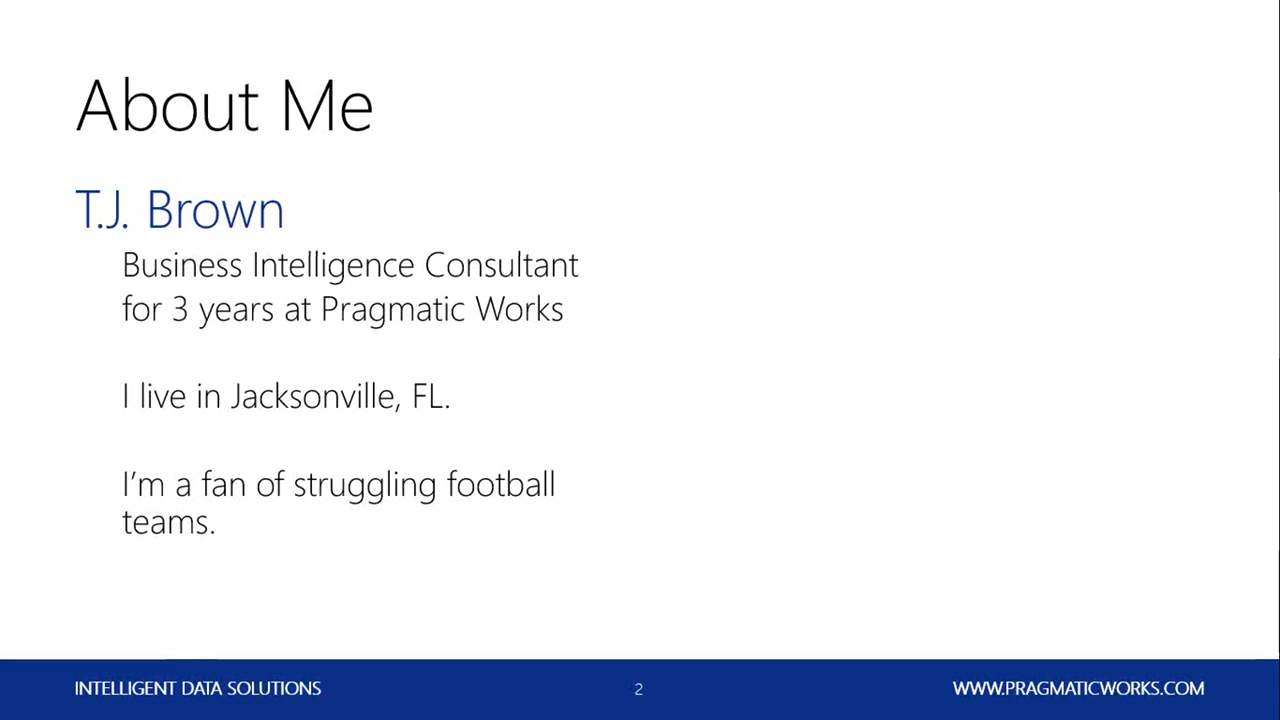 About Me
T.J. Brown
Business Intelligence Consultant
for 3 years at Pragmatic Works
I live in Jacksonville, FL.
I’m a fan of struggling football
teams.
INTELLIGENT DATA SOLUTIONS
2
WWW.PRAGMATICWORKS.COM